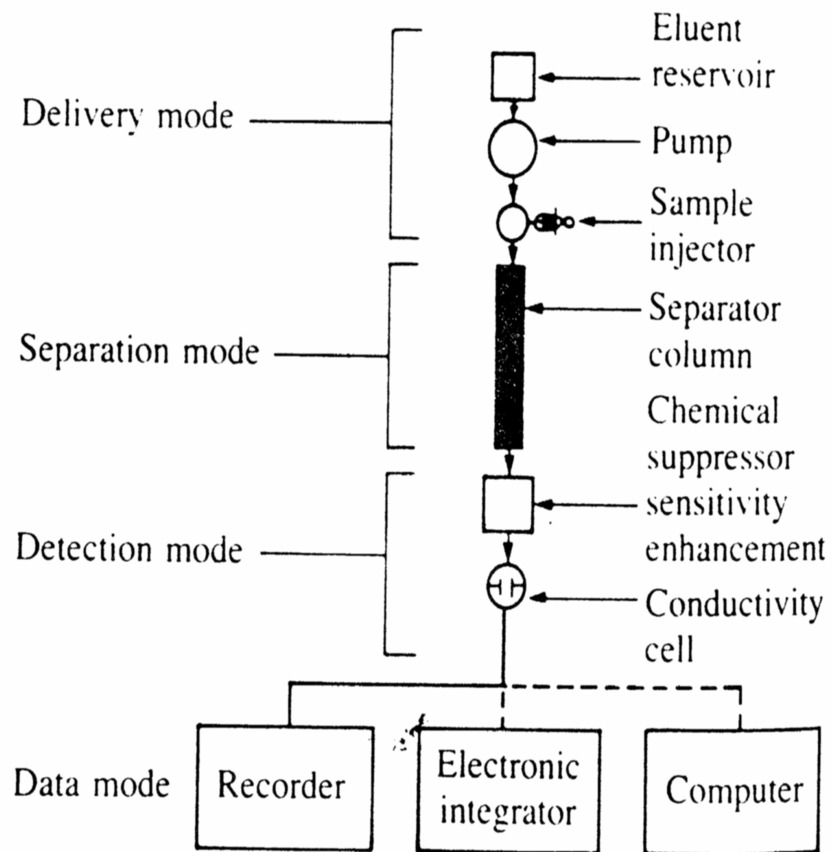 Eluent
reservoir
Delivery mode
Pump
Sample
injector
Separation mode
Separator
column
Chemical
suppressor
sensitivity
enhancement
Detection mode
Conductivity
cell
Data mode
Recorder
Electronic
integrator
Computer